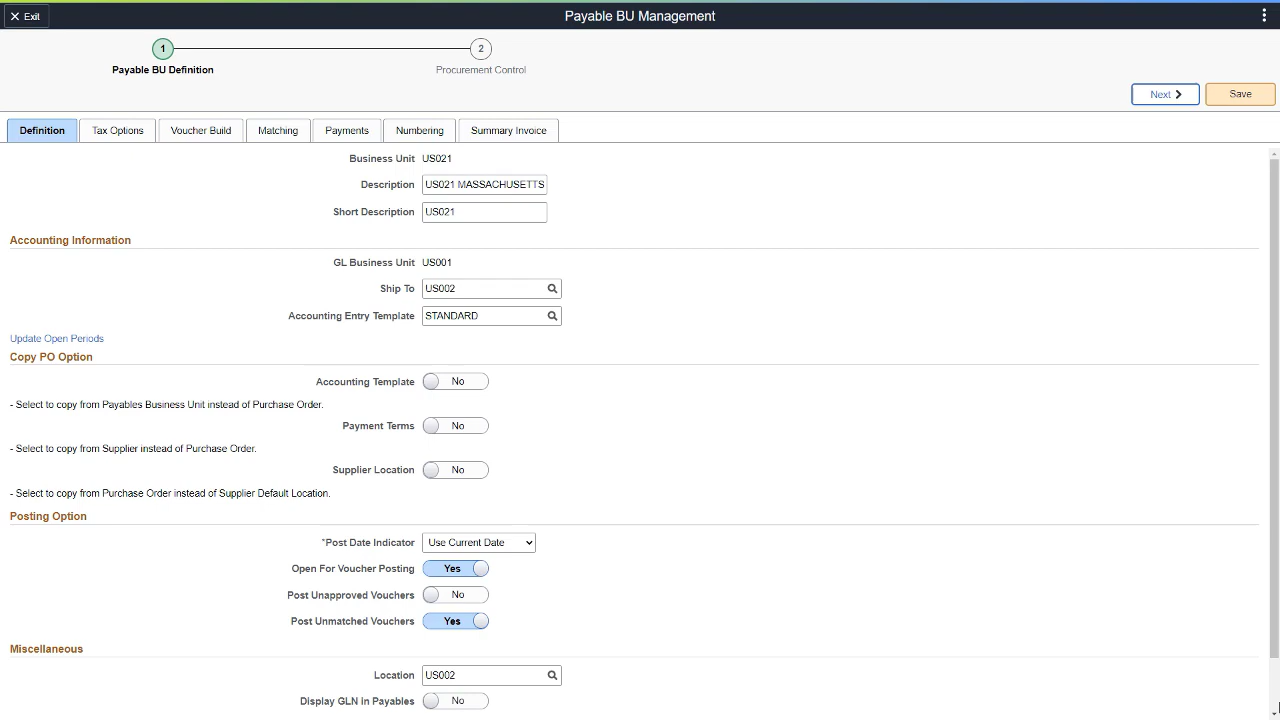 Exit
Payable BU Management
1
2
Payable BU Definition
Procurement Control
Next
Save
Definition
Tax Options
Voucher Build
Matching
Payments
Numbering
Summary Invoice
Business Unit US021
Description US021 MASSACHUSETTS
Short Description US021
Accounting Information
GL Business Unit US001
Ship To US002
Accounting Entry Template STANDARD
Update Open Periods
Copy PO Option
Accounting Template No
- Select to copy from Payables Business Unit instead of Purchase Order.
Payment Terms No
- Select to copy from Supplier instead of Purchase Order.
Supplier Location No
- Select to copy from Purchase Order instead of Supplier Default Location.
Posting Option
*Post Date Indicator Use Current Date
Open For Voucher Posting Yes
Post Unapproved Vouchers No
Post Unmatched Vouchers Yes
Miscellaneous
Location US002
Display GLN in Payables No